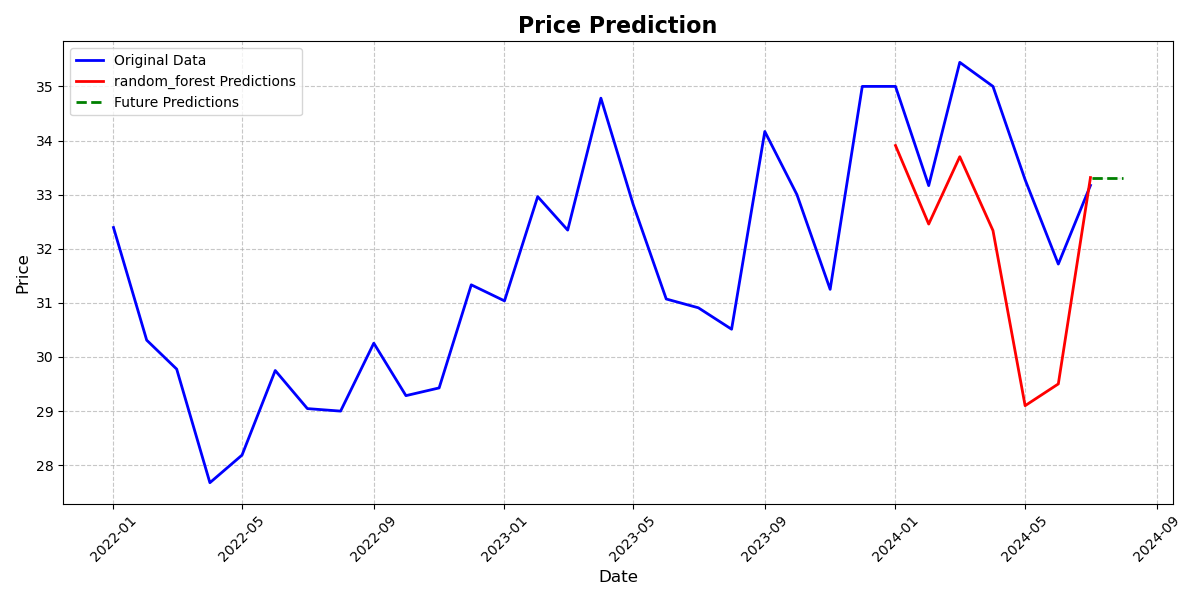 Price Prediction
Original Data
random_forest Predictions
Future Predictions
Price
35
34
33
32
31
30
29
28
2022-01
2022-05
2022-09
2023-01
2023-05
2023-09
2024-01
2024-05
2024-09
Date